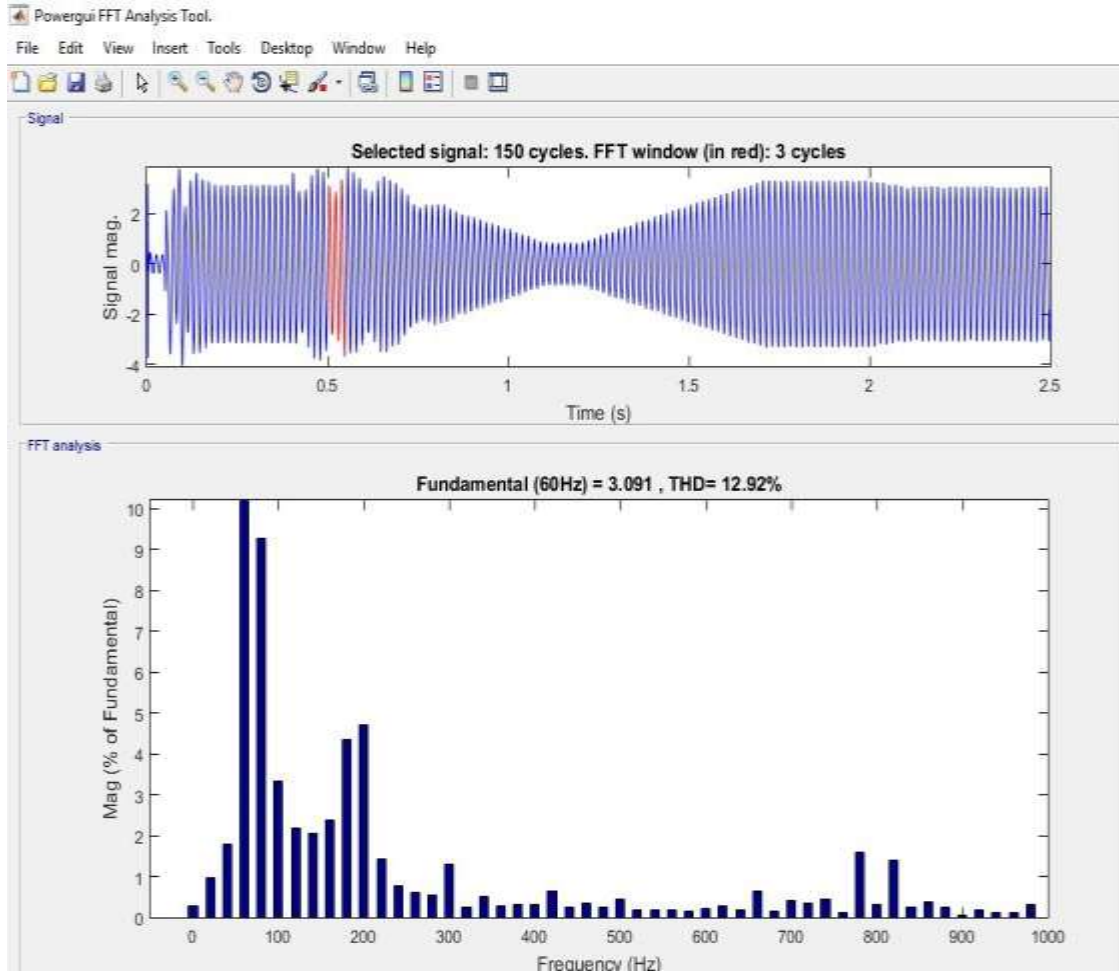 Powergui FFT Analysis Tool.
File Edit View Insert Tools Desktop Window Help
Signal
Selected signal: 150 cycles. FFT window (in red): 3 cycles
Signal mag.
2
0
-2
-4
0 0.5 1 1.5 2 2.5
Time (s)
FFT analysis
Fundamental (60Hz) = 3.091 , THD= 12.92%
Mag (% of Fundamental)
10
9
8
7
6
5
4
3
2
1
0
0 100 200 300 400 500 600 700 800 900 1000
Frequency (Hz)